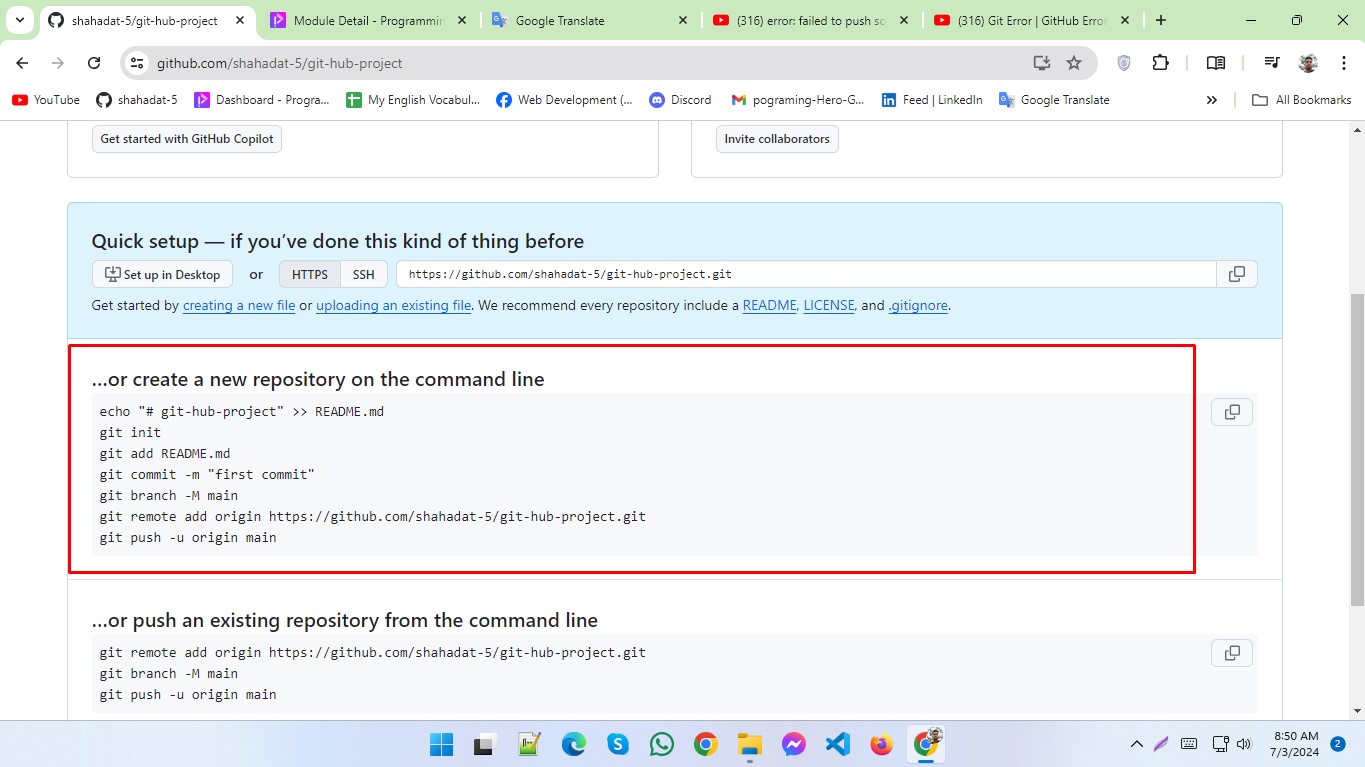 shahadat-5/git-hub-project
Module Detail - Programmin
Google Translate
(316) error: failed to push so
(316) Git Error | GitHub Error
github.com/shahadat-5/git-hub-project
YouTube
shahadat-5
Dashboard - Progra...
My English Vocabul...
Web Development (...
Discord
pograming-Hero-G...
Feed | LinkedIn
Google Translate
All Bookmarks
Get started with GitHub Copilot
Invite collaborators
Quick setup — if you’ve done this kind of thing before
Set up in Desktop or HTTPS SSH https://github.com/shahadat-5/git-hub-project.git
Get started by creating a new file or uploading an existing file. We recommend every repository include a README, LICENSE, and .gitignore.
…or create a new repository on the command line
echo "# git-hub-project" >> README.md
git init
git add README.md
git commit -m "first commit"
git branch -M main
git remote add origin https://github.com/shahadat-5/git-hub-project.git
git push -u origin main
…or push an existing repository from the command line
git remote add origin https://github.com/shahadat-5/git-hub-project.git
git branch -M main
git push -u origin main
8:50 AM
7/3/2024
2